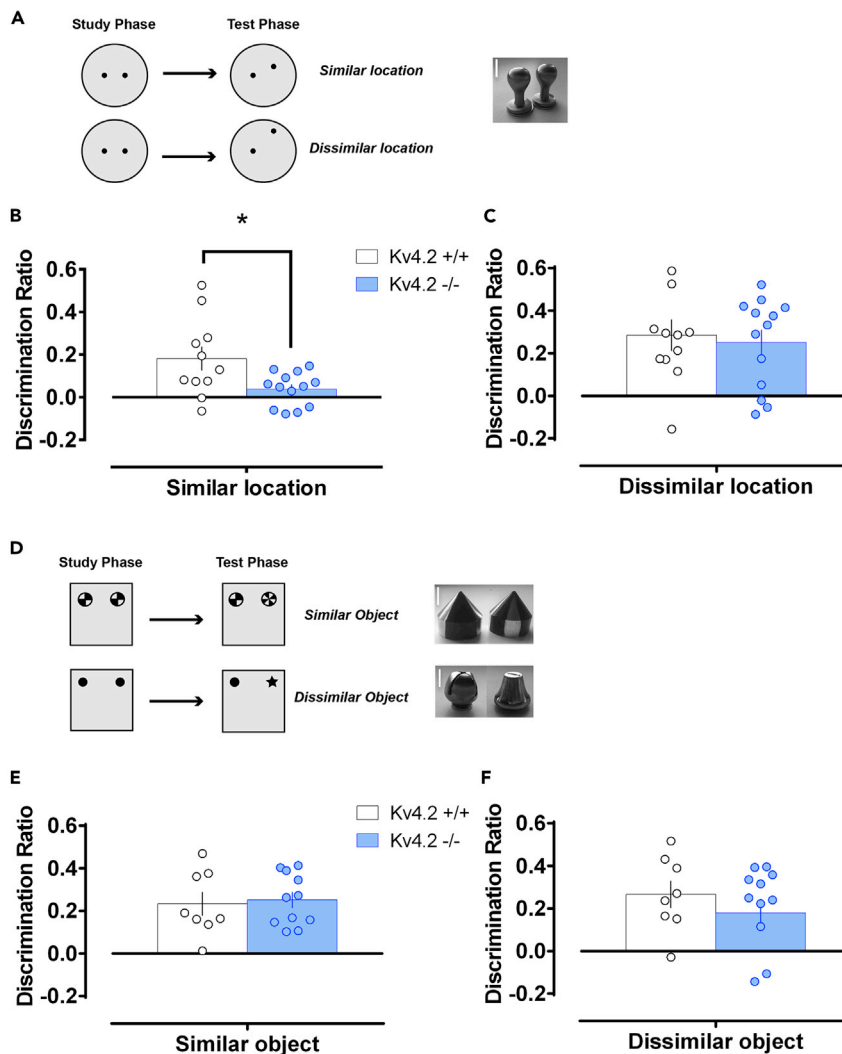 A
Study Phase
Test Phase
Similar location
Dissimilar location
B
*
Kv4.2 +/+
Kv4.2 -/-
Discrimination Ratio
0.6
0.4
0.2
0.0
-0.2
Similar location
C
Discrimination Ratio
0.6
0.4
0.2
0.0
-0.2
Dissimilar location
D
Study Phase
Test Phase
Similar Object
Dissimilar Object
E
Kv4.2 +/+
Kv4.2 -/-
Discrimination Ratio
0.6
0.4
0.2
0.0
-0.2
Similar object
F
Discrimination Ratio
0.6
0.4
0.2
0.0
-0.2
Dissimilar object